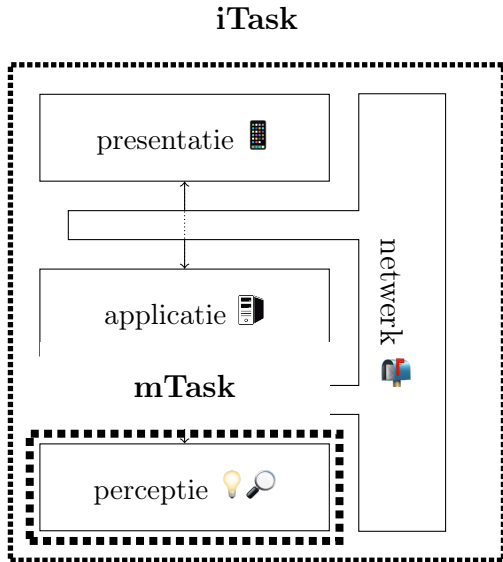 iTask
presentatie 📱
netwerk 📬
applicatie
mTask
perceptie 💡🔎